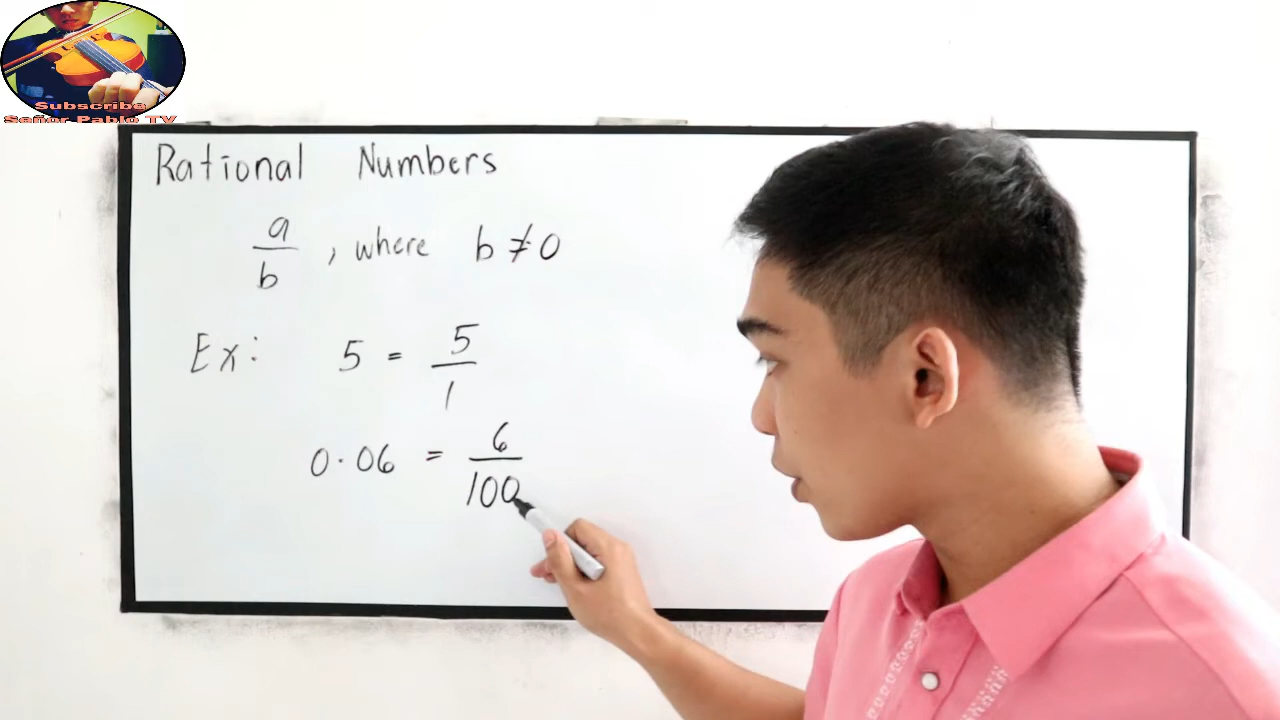 Subscribe
Señor Pablo TV
Rational Numbers
a/b , where b ≠ 0
Ex: 5 = 5/1
0.06 = 6/100